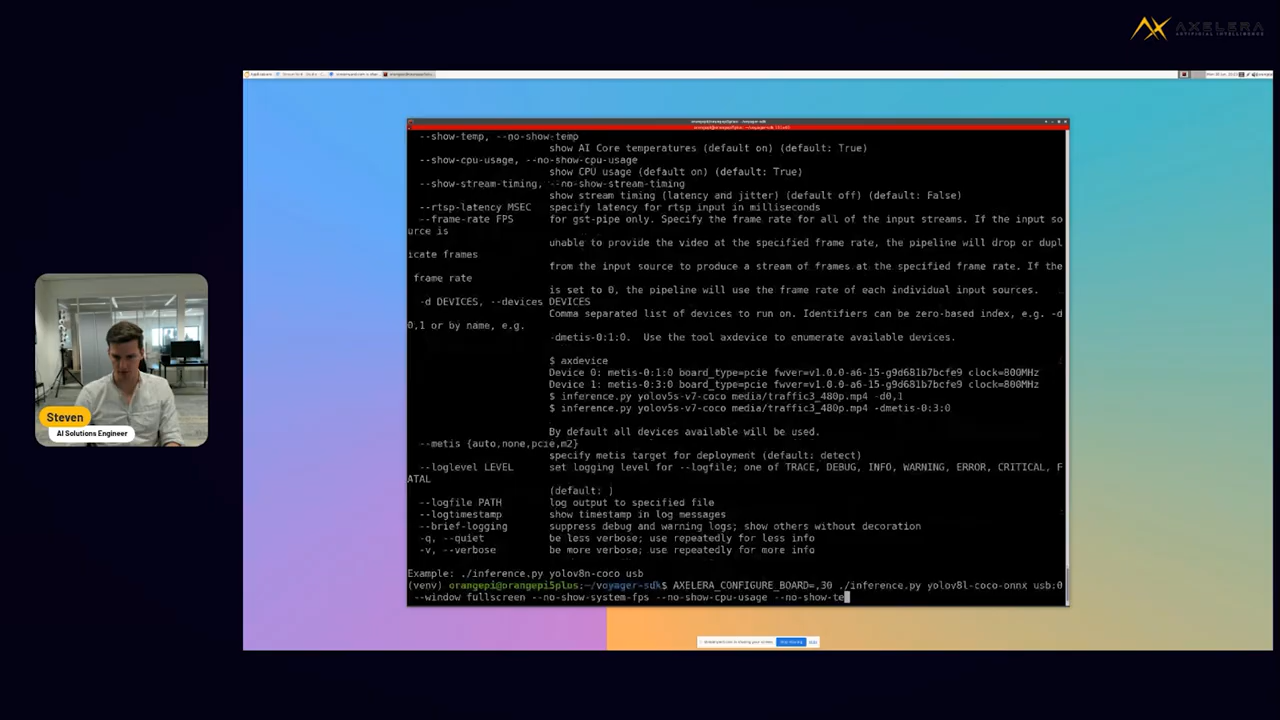 AXELERA
ARTIFICIAL INTELLIGENCE
--show-temp, --no-show-temp
show AI Core temperatures (default on) (default: True)
--show-cpu-usage, --no-show-cpu-usage
show CPU usage (default on) (default: True)
--show-stream-timing, --no-show-stream-timing
show stream timing (latency and jitter) (default off) (default: False)
--rtsp-latency MSEC specify latency for rtsp input in milliseconds
--frame-rate FPS for gst-pipe only. Specify the frame rate for all of the input streams. If the input so
urce is
unable to provide the video at the specified frame rate, the pipeline will drop or dupl
icate frames
from the input source to produce a stream of frames at the specified frame rate. If the
frame rate
is set to 0, the pipeline will use the frame rate of each individual input sources.
-d DEVICES, --devices DEVICES
Comma separated list of devices to run on. Identifiers can be zero-based index, e.g. -d
0,1 or by name, e.g.
-dmetis-0:1:0. Use the tool axdevice to enumerate available devices.
$ axdevice
Device 0: metis-0:1:0 board_type=pcie fwver=v1.0.0-a6-15-g9d681b7bcfe9 clock=800MHz
Device 1: metis-0:3:0 board_type=pcie fwver=v1.0.0-a6-15-g9d681b7bcfe9 clock=800MHz
$ inference.py yolov5s-v7-coco media/traffic3_480p.mp4 -d0,1
$ inference.py yolov5s-v7-coco media/traffic3_480p.mp4 -dmetis-0:3:0
By default all devices available will be used.
--metis {auto,none,pcie,m2}
specify metis target for deployment (default: detect)
--loglevel LEVEL set logging level for --logfile; one of TRACE, DEBUG, INFO, WARNING, ERROR, CRITICAL, F
ATAL
(default: )
--logfile PATH log output to specified file
--logtimestamp show timestamp in log messages
--brief-logging suppress debug and warning logs; show others without decoration
-q, --quiet be less verbose; use repeatedly for less info
-v, --verbose be more verbose; use repeatedly for more info
Example: ./inference.py yolov8n-coco usb
(venv) orangepi@orangepi5plus:~/voyager-sdk$ AXELERA_CONFIGURE_BOARD=,30 ./inference.py yolov8l-coco-onnx usb:0
--window fullscreen --no-show-system-fps --no-show-cpu-usage --no-show-te
Steven
AI Solutions Engineer